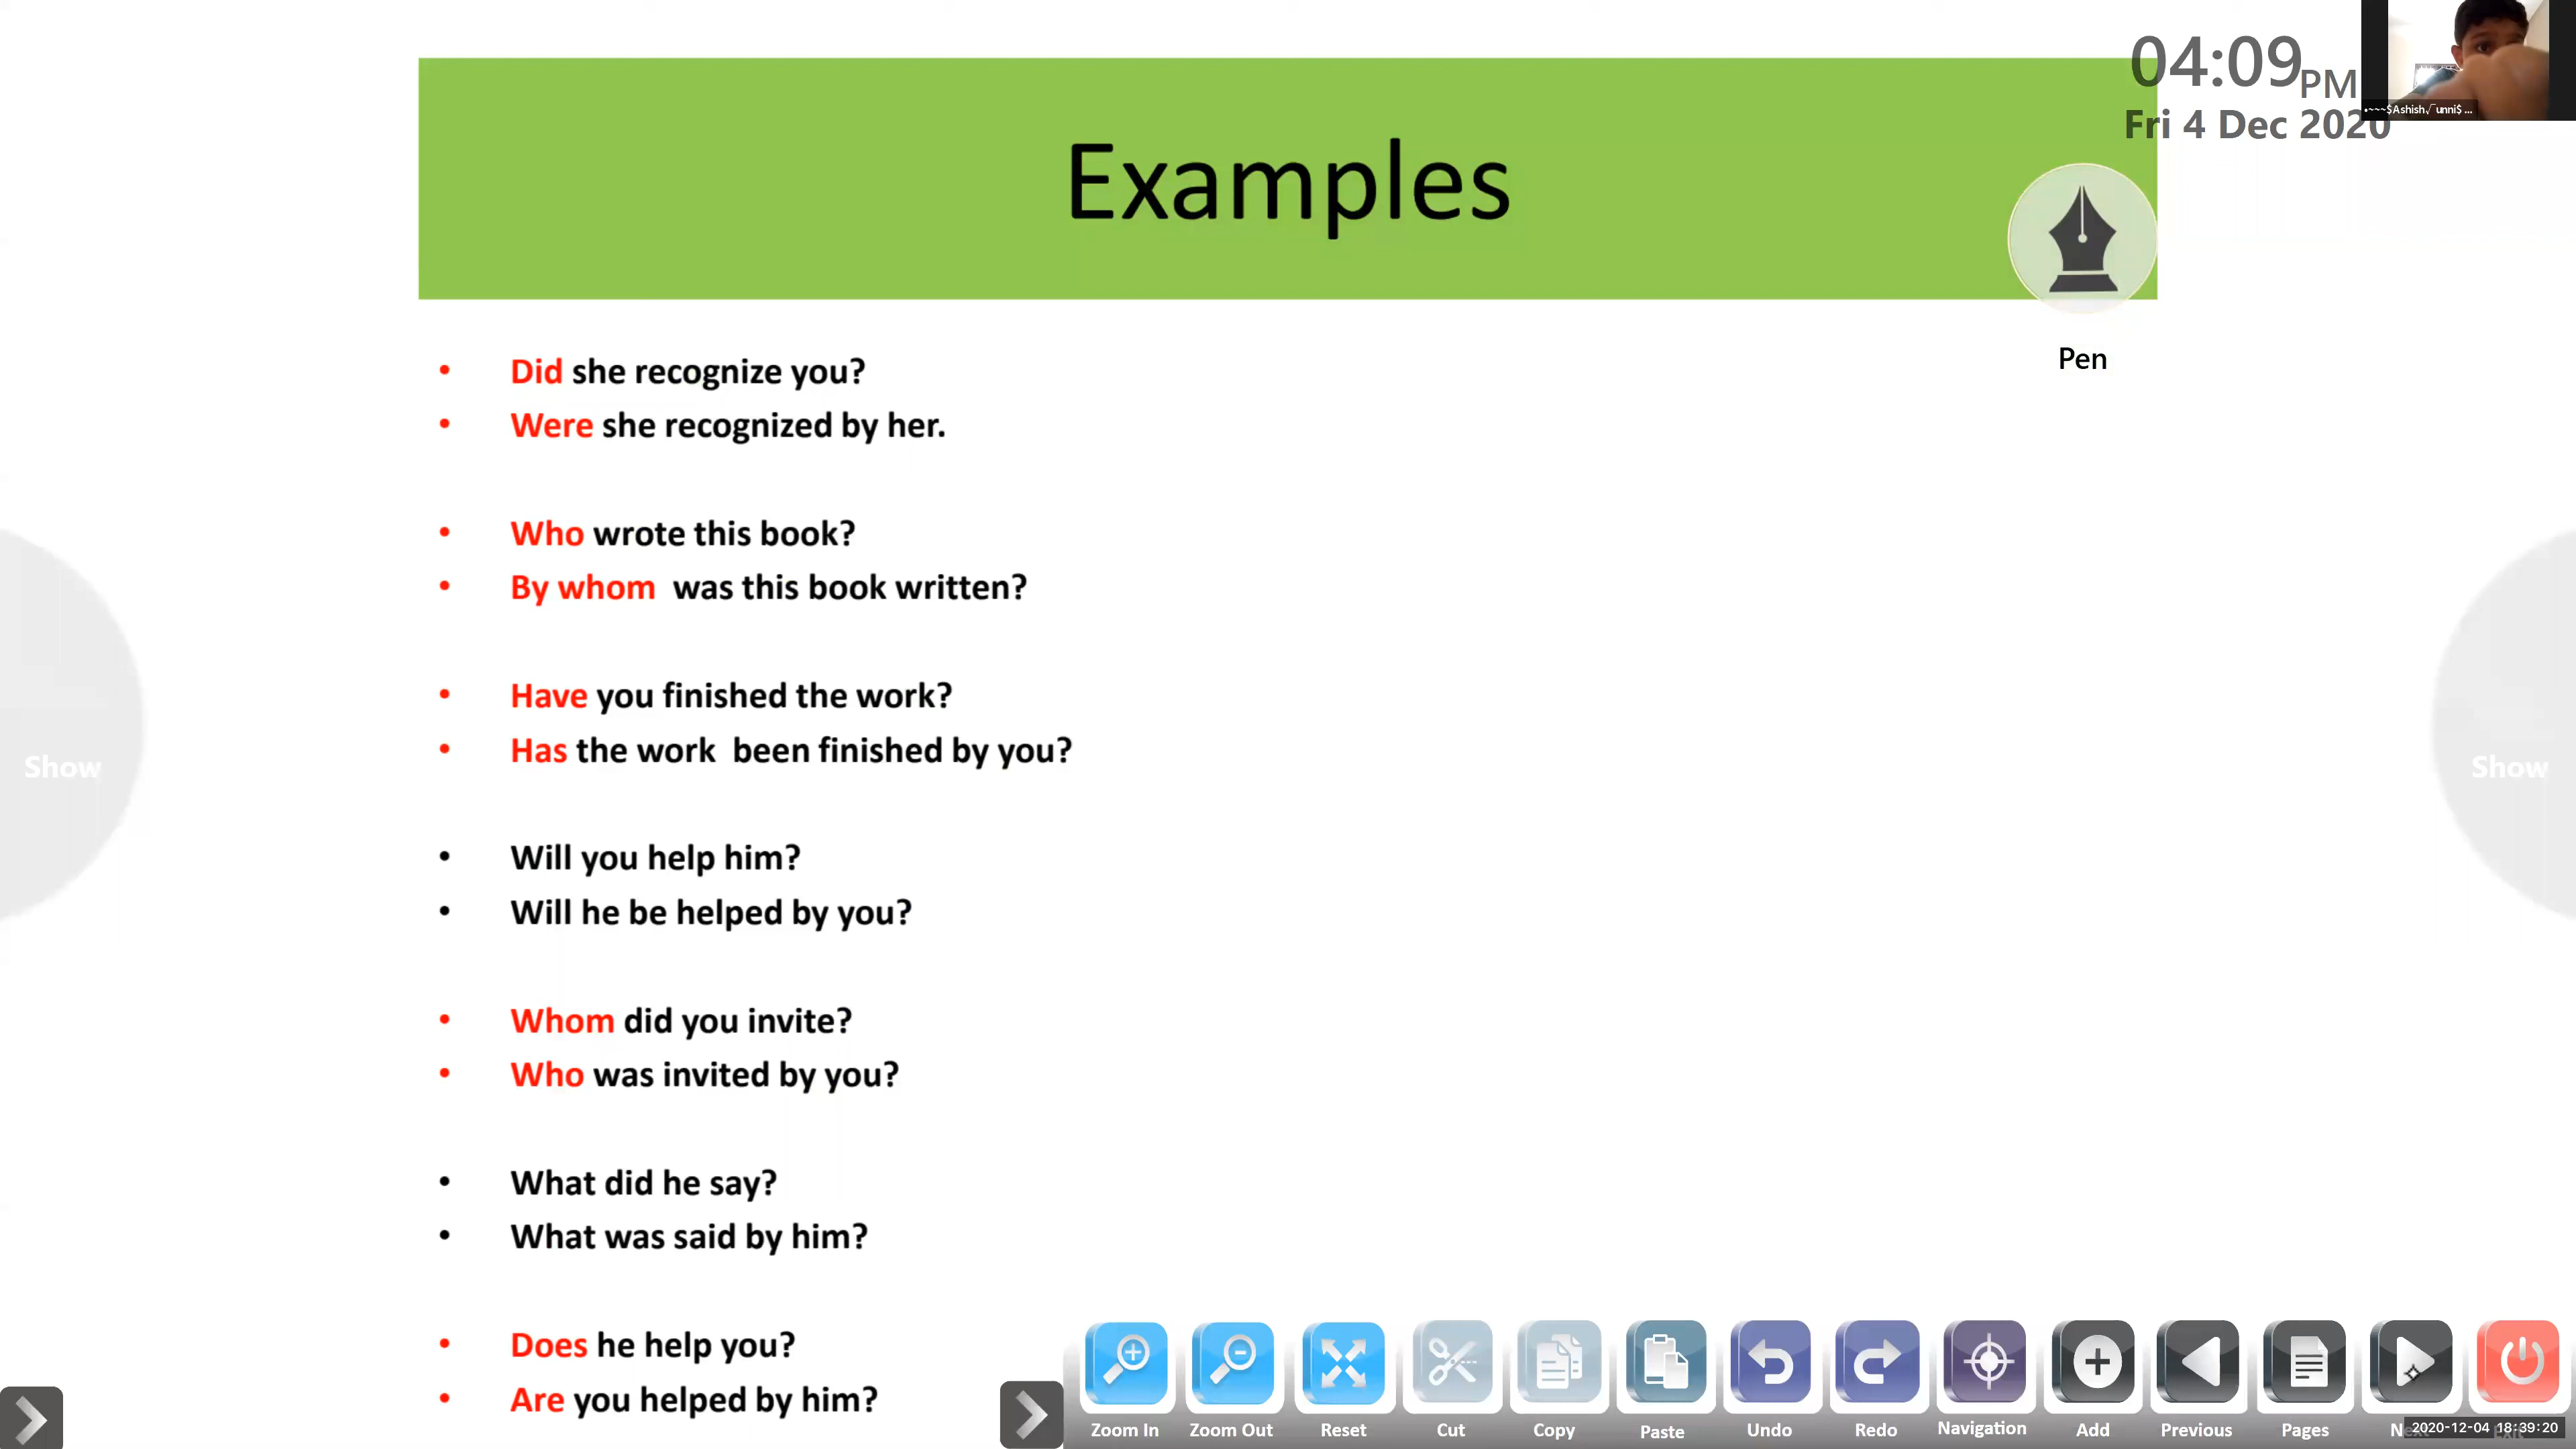 04:09 PM
Fri 4 Dec 2020
Examples
Pen
• Did she recognize you?
• Were she recognized by her.
• Who wrote this book?
• By whom was this book written?
• Have you finished the work?
• Has the work been finished by you?
Show
Show
• Will you help him?
• Will he be helped by you?
• Whom did you invite?
• Who was invited by you?
• What did he say?
• What was said by him?
• Does he help you?
• Are you helped by him?
Zoom In Zoom Out Reset Cut Copy Paste Undo Redo Navigation Add Previous Pages
2020-12-04 18:39:20